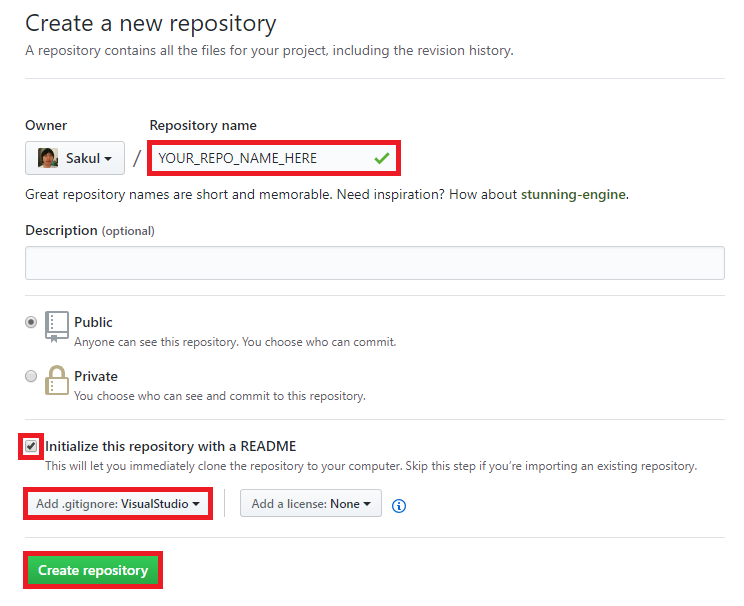 Create a new repository
A repository contains all the files for your project, including the revision history.
Owner
Repository name
Sakul
/
YOUR_REPO_NAME_HERE
Great repository names are short and memorable. Need inspiration? How about stunning-engine.
Description (optional)
Public
Anyone can see this repository. You choose who can commit.
Private
You choose who can see and commit to this repository.
Initialize this repository with a README
This will let you immediately clone the repository to your computer. Skip this step if you’re importing an existing repository.
Add .gitignore: VisualStudio
Add a license: None
Create repository